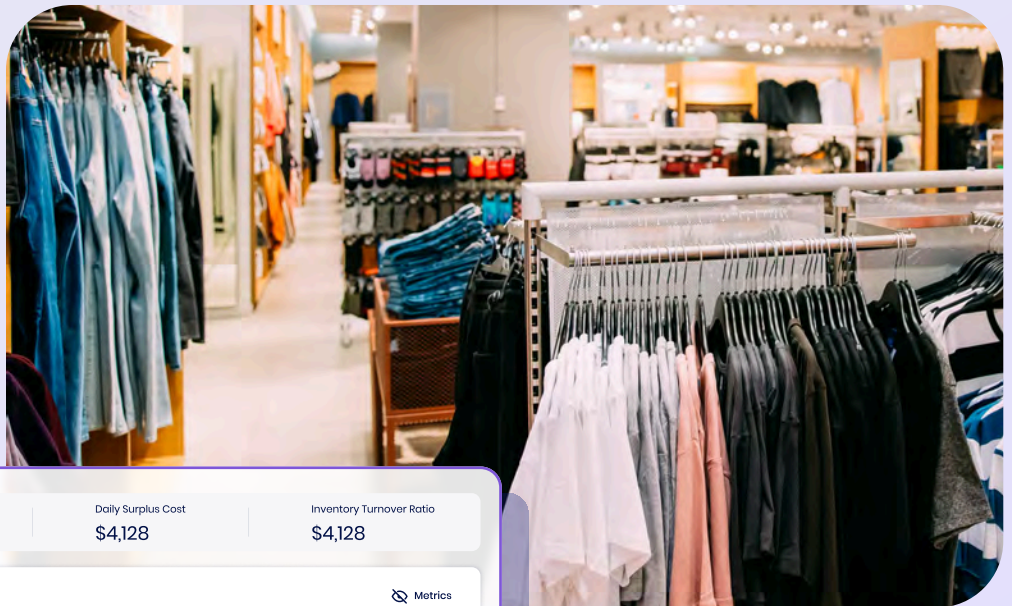 Daily Surplus Cost
Inventory Turnover Ratio
$4,128
$4,128
Metrics